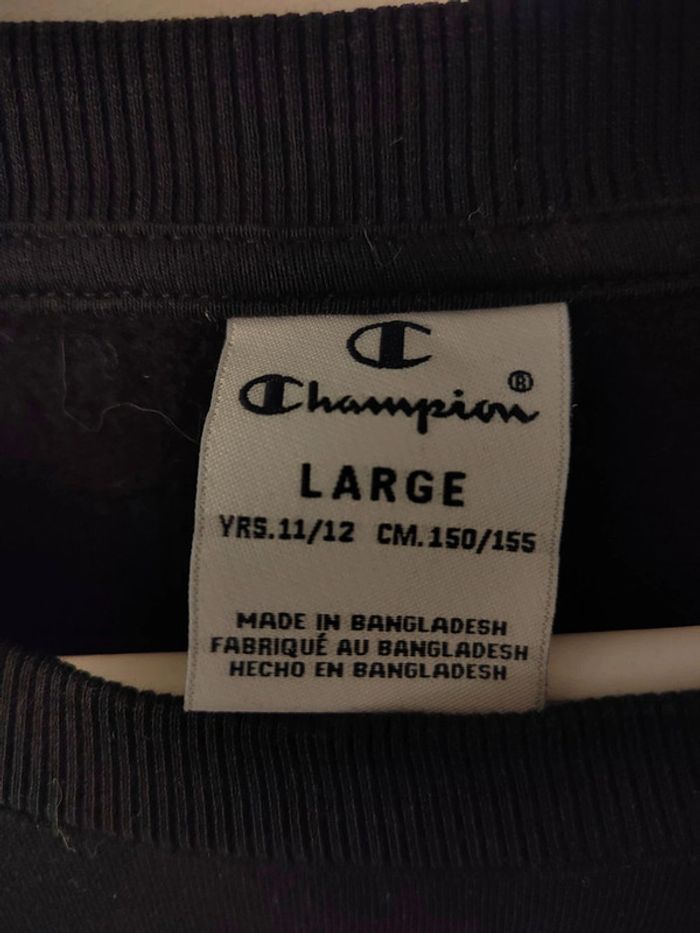 Champion®
LARGE
YRS.11/12 CM.150/155
MADE IN BANGLADESH
FABRIQUÉ AU BANGLADESH
HECHO EN BANGLADESH